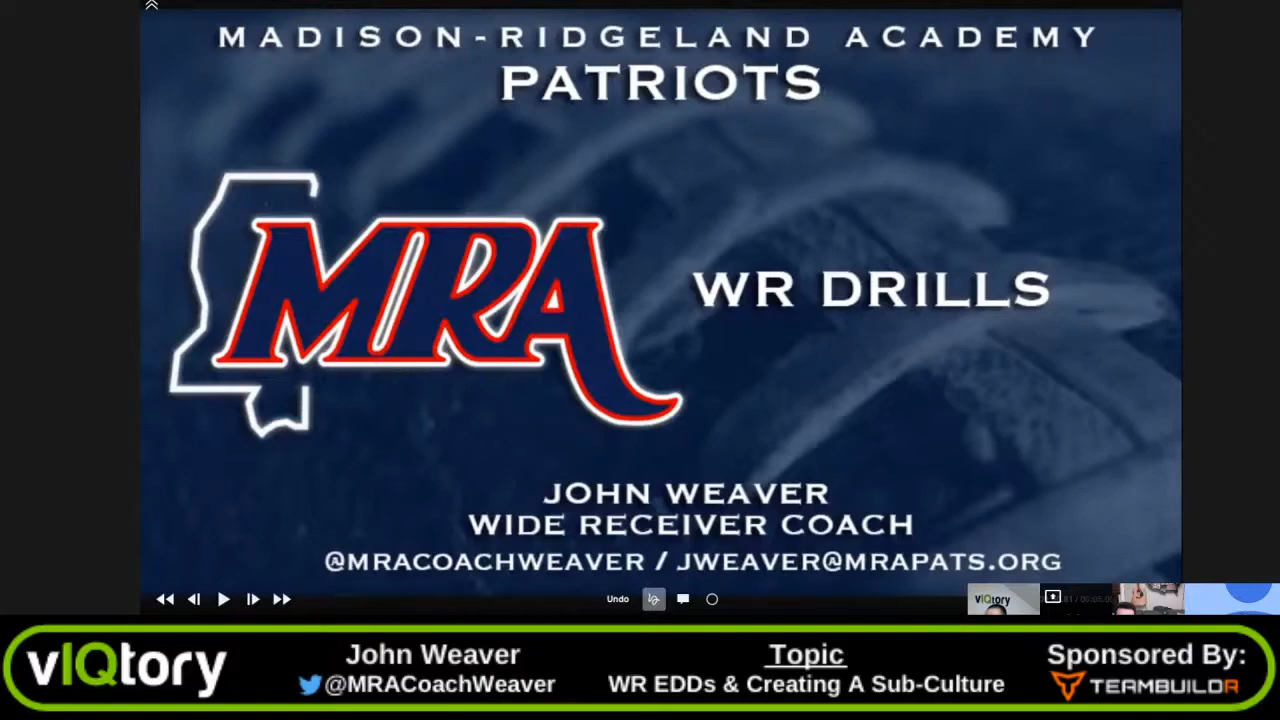 MADISON-RIDGELAND ACADEMY
PATRIOTS
MRA
WR DRILLS
JOHN WEAVER
WIDE RECEIVER COACH
@MRACOACHWEAVER / JWEAVER@MRAPATS.ORG
Undo
vIQtory
vIQtory
John Weaver
@MRACoachWeaver
Topic
WR EDDs & Creating A Sub-Culture
Sponsored By:
TEAMBUILDR